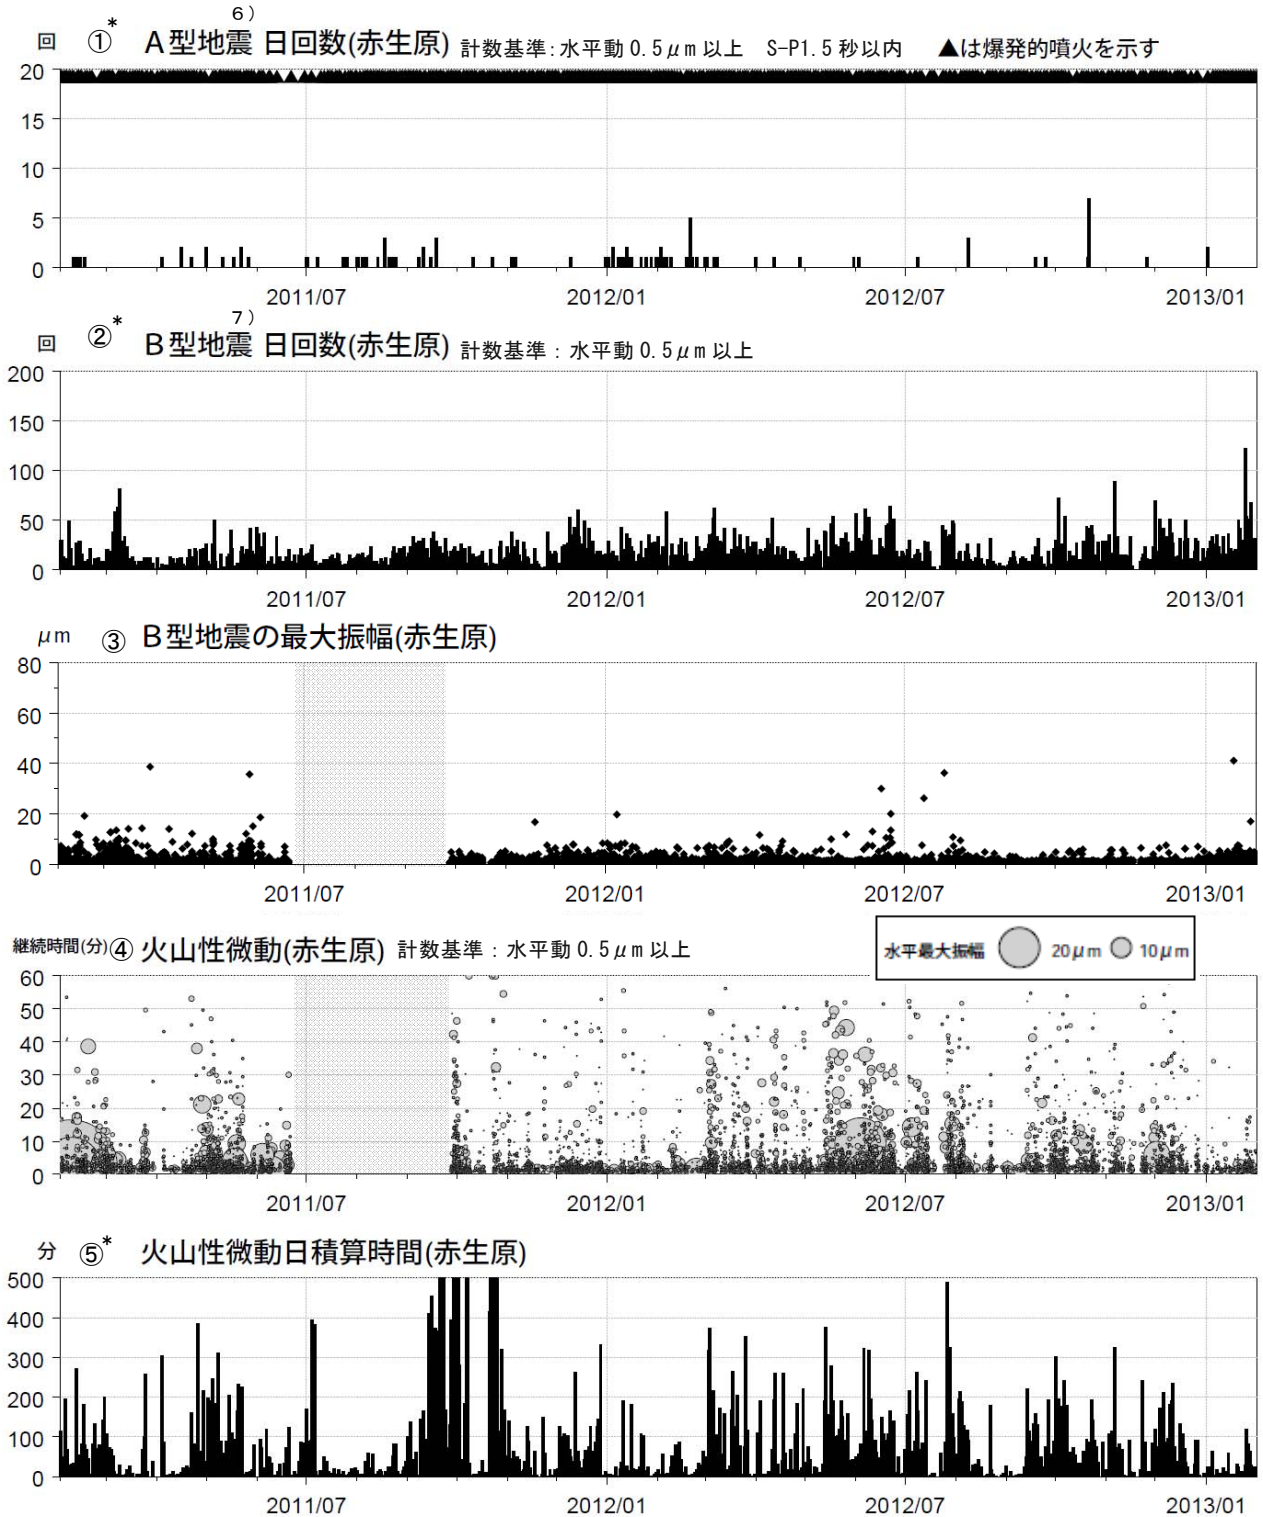 6)
回 ①* A型地震 日回数(赤生原) 計数基準:水平動0.5μm以上 S-P1.5秒以内 ▲は爆発的噴火を示す
20
15
10
5
0
2011/07 2012/01 2012/07 2013/01
7)
回 ②* B型地震 日回数(赤生原) 計数基準：水平動0.5μm以上
200
150
100
50
0
2011/07 2012/01 2012/07 2013/01
μm ③ B型地震の最大振幅(赤生原)
80
60
40
20
0
2011/07 2012/01 2012/07 2013/01
継続時間(分) ④ 火山性微動(赤生原) 計数基準：水平動0.5μm以上
水平最大振幅 20μm 10μm
60
50
40
30
20
10
0
2011/07 2012/01 2012/07 2013/01
分 ⑤* 火山性微動日積算時間(赤生原)
500
400
300
200
100
0
2011/07 2012/01 2012/07 2013/01